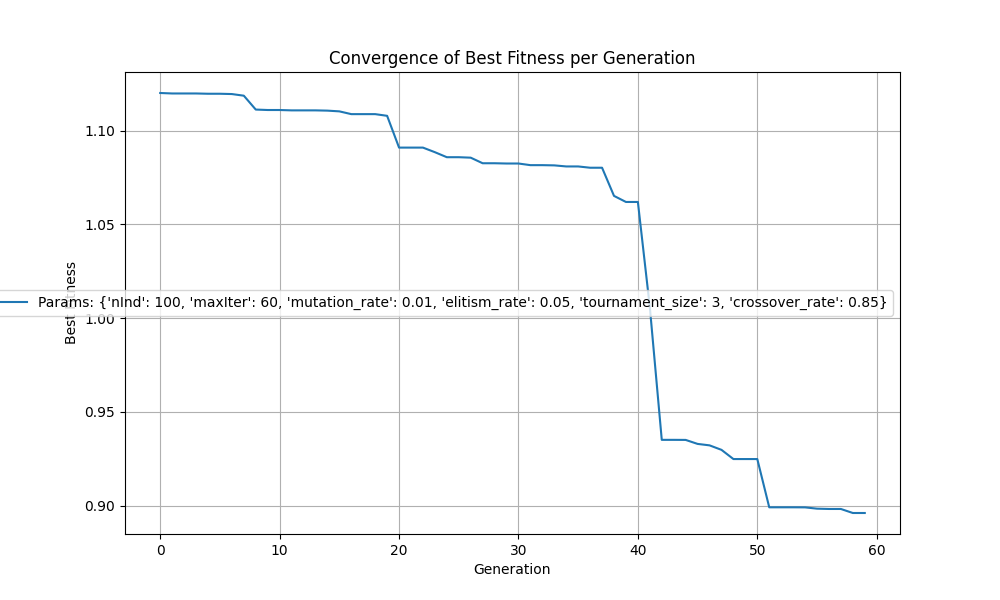 Convergence of Best Fitness per Generation
1.10
1.05
1.00
0.95
0.90
Best Fitness
Params: {'nInd': 100, 'maxIter': 60, 'mutation_rate': 0.01, 'elitism_rate': 0.05, 'tournament_size': 3, 'crossover_rate': 0.85}
0 10 20 30 40 50 60
Generation